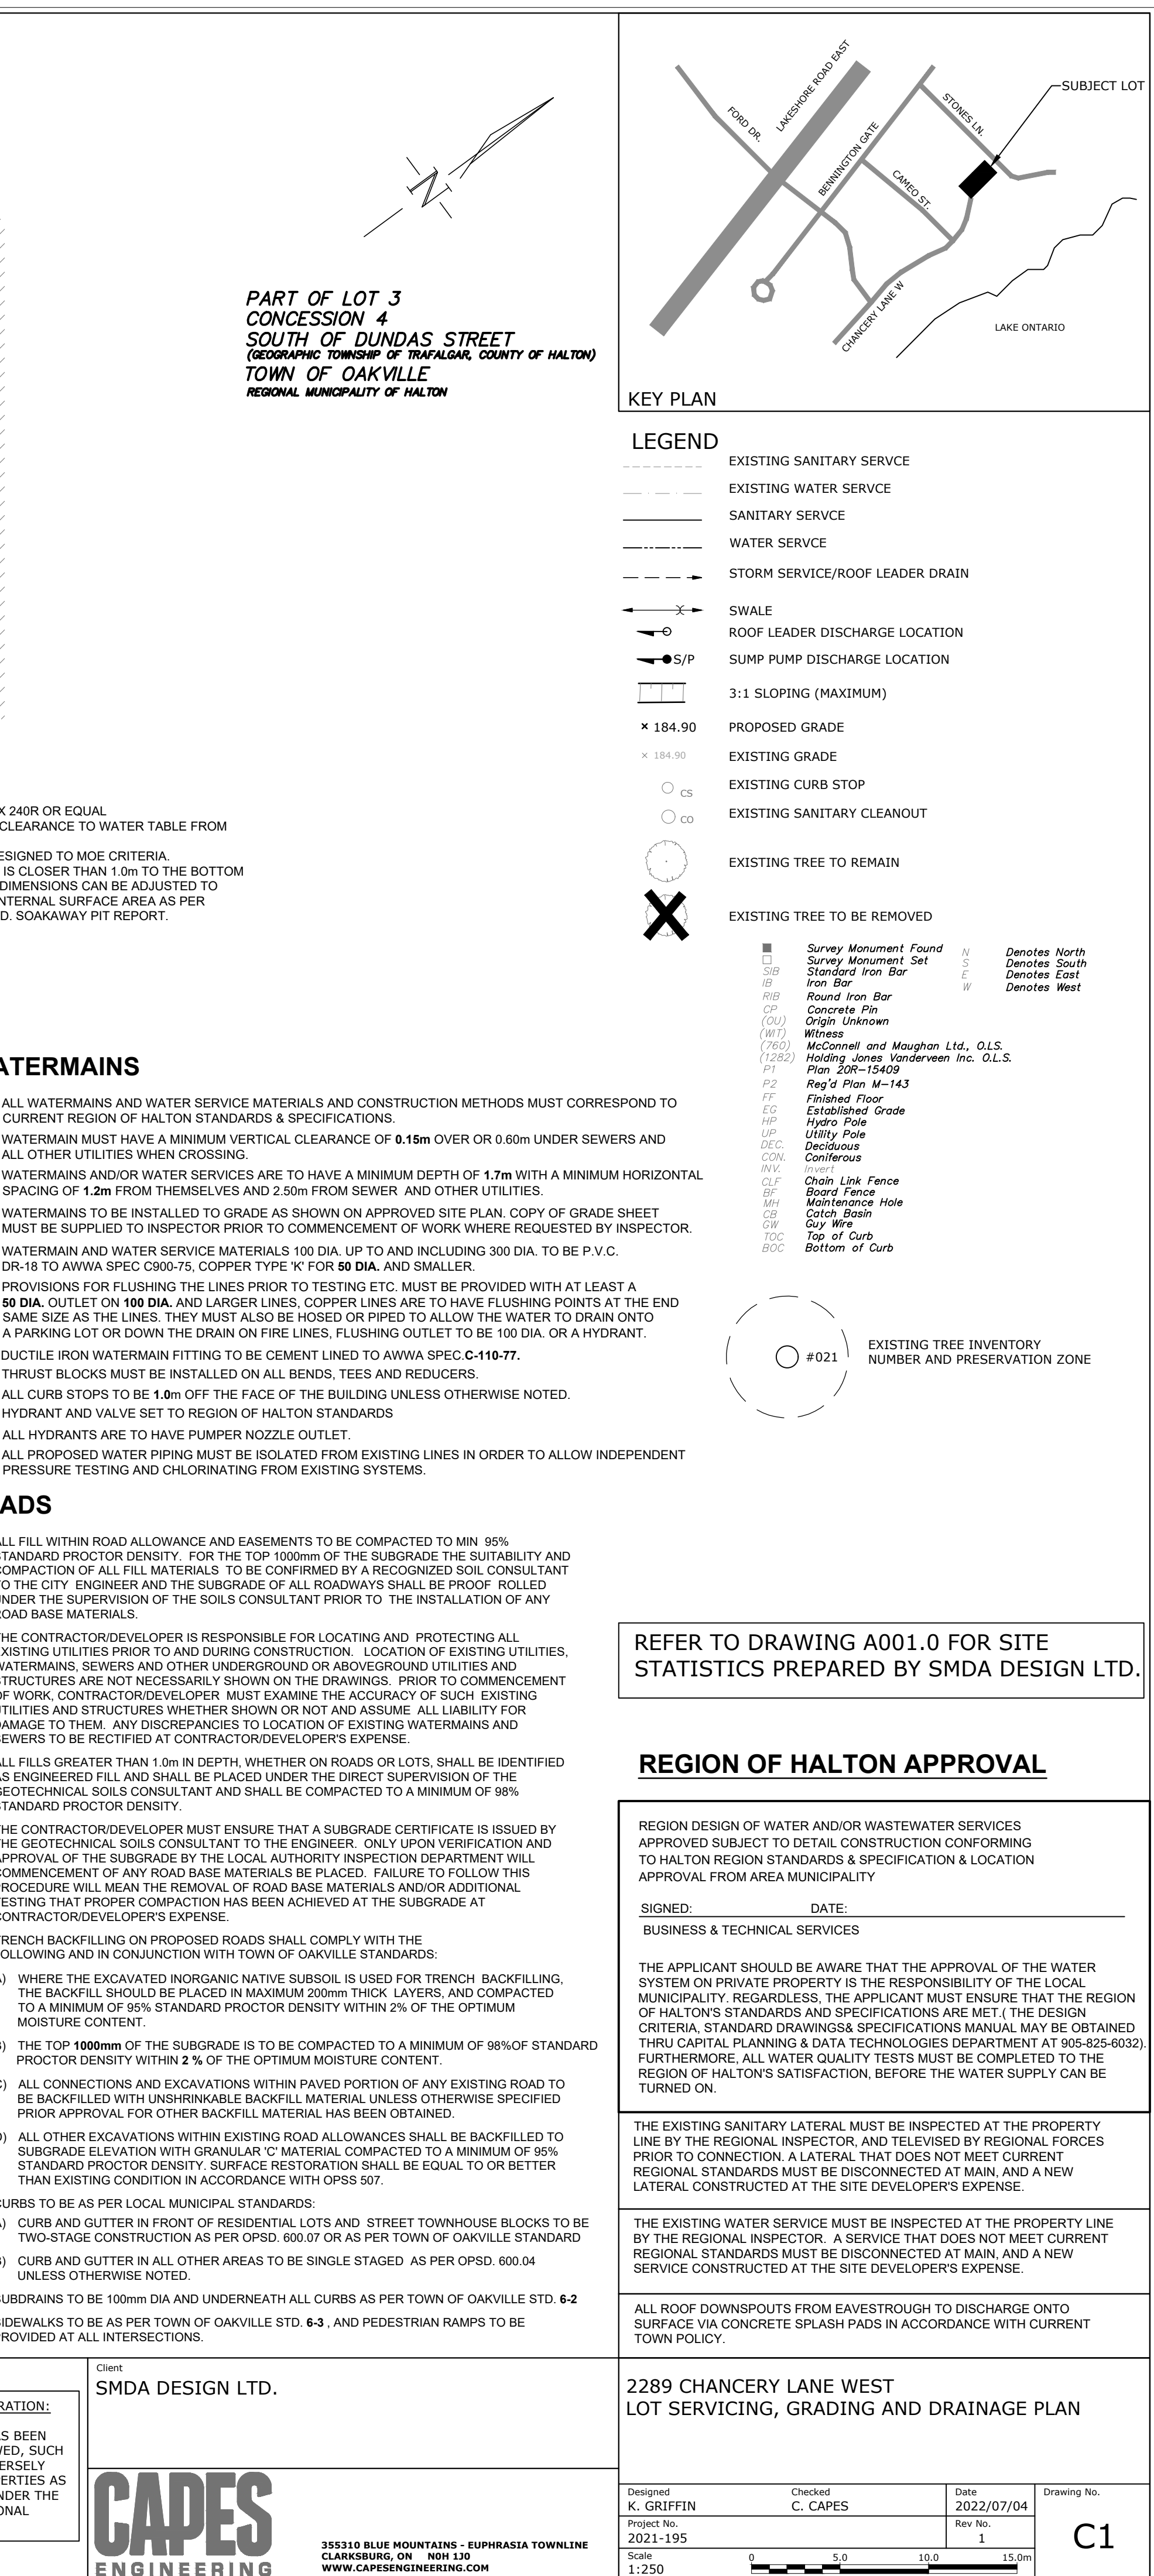 FORD DR.
LAKESHORE ROAD EAST
BENNINGTON GATE
STONES LN.
CAMEO ST.
CHANCERY LANE W
SUBJECT LOT
LAKE ONTARIO
KEY PLAN
N
PART OF LOT 3
CONCESSION 4
SOUTH OF DUNDAS STREET
(GEOGRAPHIC TOWNSHIP OF TRAFALGAR, COUNTY OF HALTON)
TOWN OF OAKVILLE
REGIONAL MUNICIPALITY OF HALTON
LEGEND
EXISTING SANITARY SERVCE
EXISTING WATER SERVCE
SANITARY SERVCE
WATER SERVCE
STORM SERVICE/ROOF LEADER DRAIN
SWALE
ROOF LEADER DISCHARGE LOCATION
S/P SUMP PUMP DISCHARGE LOCATION
3:1 SLOPING (MAXIMUM)
× 184.90 PROPOSED GRADE
× 184.90 EXISTING GRADE
CS EXISTING CURB STOP
CO EXISTING SANITARY CLEANOUT
EXISTING TREE TO REMAIN
EXISTING TREE TO BE REMOVED
Survey Monument Found
Survey Monument Set
SIB Standard Iron Bar
IB Iron Bar
RIB Round Iron Bar
CP Concrete Pin
(OU) Origin Unknown
(WIT) Witness
(760) McConnell and Maughan Ltd., O.LS.
(1282) Holding Jones Vanderveen Inc. O.L.S.
P1 Plan 20R-15409
P2 Reg'd Plan M-143
FF Finished Floor
EG Established Grade
HP Hydro Pole
UP Utility Pole
DEC. Deciduous
CON. Coniferous
INV. Invert
CLF Chain Link Fence
BF Board Fence
MH Maintenance Hole
CB Catch Basin
GW Guy Wire
TOC Top of Curb
BOC Bottom of Curb
N Denotes North
S Denotes South
E Denotes East
W Denotes West
#021
EXISTING TREE INVENTORY
NUMBER AND PRESERVATION ZONE
X 240R OR EQUAL
CLEARANCE TO WATER TABLE FROM
ESIGNED TO MOE CRITERIA.
IS CLOSER THAN 1.0m TO THE BOTTOM
DIMENSIONS CAN BE ADJUSTED TO
NTERNAL SURFACE AREA AS PER
D. SOAKAWAY PIT REPORT.
ATERMAINS
ALL WATERMAINS AND WATER SERVICE MATERIALS AND CONSTRUCTION METHODS MUST CORRESPOND TO
CURRENT REGION OF HALTON STANDARDS & SPECIFICATIONS.
WATERMAIN MUST HAVE A MINIMUM VERTICAL CLEARANCE OF 0.15m OVER OR 0.60m UNDER SEWERS AND
ALL OTHER UTILITIES WHEN CROSSING.
WATERMAINS AND/OR WATER SERVICES ARE TO HAVE A MINIMUM DEPTH OF 1.7m WITH A MINIMUM HORIZONTAL
SPACING OF 1.2m FROM THEMSELVES AND 2.50m FROM SEWER AND OTHER UTILITIES.
WATERMAINS TO BE INSTALLED TO GRADE AS SHOWN ON APPROVED SITE PLAN. COPY OF GRADE SHEET
MUST BE SUPPLIED TO INSPECTOR PRIOR TO COMMENCEMENT OF WORK WHERE REQUESTED BY INSPECTOR.
WATERMAIN AND WATER SERVICE MATERIALS 100 DIA. UP TO AND INCLUDING 300 DIA. TO BE P.V.C.
DR-18 TO AWWA SPEC C900-75, COPPER TYPE 'K' FOR 50 DIA. AND SMALLER.
PROVISIONS FOR FLUSHING THE LINES PRIOR TO TESTING ETC. MUST BE PROVIDED WITH AT LEAST A
50 DIA. OUTLET ON 100 DIA. AND LARGER LINES, COPPER LINES ARE TO HAVE FLUSHING POINTS AT THE END
SAME SIZE AS THE LINES. THEY MUST ALSO BE HOSED OR PIPED TO ALLOW THE WATER TO DRAIN ONTO
A PARKING LOT OR DOWN THE DRAIN ON FIRE LINES, FLUSHING OUTLET TO BE 100 DIA. OR A HYDRANT.
DUCTILE IRON WATERMAIN FITTING TO BE CEMENT LINED TO AWWA SPEC.C-110-77.
THRUST BLOCKS MUST BE INSTALLED ON ALL BENDS, TEES AND REDUCERS.
ALL CURB STOPS TO BE 1.0m OFF THE FACE OF THE BUILDING UNLESS OTHERWISE NOTED.
HYDRANT AND VALVE SET TO REGION OF HALTON STANDARDS
ALL HYDRANTS ARE TO HAVE PUMPER NOZZLE OUTLET.
ALL PROPOSED WATER PIPING MUST BE ISOLATED FROM EXISTING LINES IN ORDER TO ALLOW INDEPENDENT
PRESSURE TESTING AND CHLORINATING FROM EXISTING SYSTEMS.
ADS
LL FILL WITHIN ROAD ALLOWANCE AND EASEMENTS TO BE COMPACTED TO MIN 95%
TANDARD PROCTOR DENSITY. FOR THE TOP 1000mm OF THE SUBGRADE THE SUITABILITY AND
OMPACTION OF ALL FILL MATERIALS TO BE CONFIRMED BY A RECOGNIZED SOIL CONSULTANT
O THE CITY ENGINEER AND THE SUBGRADE OF ALL ROADWAYS SHALL BE PROOF ROLLED
NDER THE SUPERVISION OF THE SOILS CONSULTANT PRIOR TO THE INSTALLATION OF ANY
OAD BASE MATERIALS.
HE CONTRACTOR/DEVELOPER IS RESPONSIBLE FOR LOCATING AND PROTECTING ALL
XISTING UTILITIES PRIOR TO AND DURING CONSTRUCTION. LOCATION OF EXISTING UTILITIES,
WATERMAINS, SEWERS AND OTHER UNDERGROUND OR ABOVEGROUND UTILITIES AND
TRUCTURES ARE NOT NECESSARILY SHOWN ON THE DRAWINGS. PRIOR TO COMMENCEMENT
OF WORK, CONTRACTOR/DEVELOPER MUST EXAMINE THE ACCURACY OF SUCH EXISTING
TILITIES AND STRUCTURES WHETHER SHOWN OR NOT AND ASSUME ALL LIABILITY FOR
DAMAGE TO THEM. ANY DISCREPANCIES TO LOCATION OF EXISTING WATERMAINS AND
EWERS TO BE RECTIFIED AT CONTRACTOR/DEVELOPER'S EXPENSE.
LL FILLS GREATER THAN 1.0m IN DEPTH, WHETHER ON ROADS OR LOTS, SHALL BE IDENTIFIED
AS ENGINEERED FILL AND SHALL BE PLACED UNDER THE DIRECT SUPERVISION OF THE
GEOTECHNICAL SOILS CONSULTANT AND SHALL BE COMPACTED TO A MINIMUM OF 98%
TANDARD PROCTOR DENSITY.
HE CONTRACTOR/DEVELOPER MUST ENSURE THAT A SUBGRADE CERTIFICATE IS ISSUED BY
HE GEOTECHNICAL SOILS CONSULTANT TO THE ENGINEER. ONLY UPON VERIFICATION AND
APPROVAL OF THE SUBGRADE BY THE LOCAL AUTHORITY INSPECTION DEPARTMENT WILL
COMMENCEMENT OF ANY ROAD BASE MATERIALS BE PLACED. FAILURE TO FOLLOW THIS
ROCEDURE WILL MEAN THE REMOVAL OF ROAD BASE MATERIALS AND/OR ADDITIONAL
ESTING THAT PROPER COMPACTION HAS BEEN ACHIEVED AT THE SUBGRADE AT
CONTRACTOR/DEVELOPER'S EXPENSE.
RENCH BACKFILLING ON PROPOSED ROADS SHALL COMPLY WITH THE
OLLOWING AND IN CONJUNCTION WITH TOWN OF OAKVILLE STANDARDS:
) WHERE THE EXCAVATED INORGANIC NATIVE SUBSOIL IS USED FOR TRENCH BACKFILLING,
THE BACKFILL SHOULD BE PLACED IN MAXIMUM 200mm THICK LAYERS, AND COMPACTED
TO A MINIMUM OF 95% STANDARD PROCTOR DENSITY WITHIN 2% OF THE OPTIMUM
MOISTURE CONTENT.
) THE TOP 1000mm OF THE SUBGRADE IS TO BE COMPACTED TO A MINIMUM OF 98%OF STANDARD
PROCTOR DENSITY WITHIN 2 % OF THE OPTIMUM MOISTURE CONTENT.
) ALL CONNECTIONS AND EXCAVATIONS WITHIN PAVED PORTION OF ANY EXISTING ROAD TO
BE BACKFILLED WITH UNSHRINKABLE BACKFILL MATERIAL UNLESS OTHERWISE SPECIFIED
PRIOR APPROVAL FOR OTHER BACKFILL MATERIAL HAS BEEN OBTAINED.
) ALL OTHER EXCAVATIONS WITHIN EXISTING ROAD ALLOWANCES SHALL BE BACKFILLED TO
SUBGRADE ELEVATION WITH GRANULAR 'C' MATERIAL COMPACTED TO A MINIMUM OF 95%
STANDARD PROCTOR DENSITY. SURFACE RESTORATION SHALL BE EQUAL TO OR BETTER
THAN EXISTING CONDITION IN ACCORDANCE WITH OPSS 507.
CURBS TO BE AS PER LOCAL MUNICIPAL STANDARDS:
) CURB AND GUTTER IN FRONT OF RESIDENTIAL LOTS AND STREET TOWNHOUSE BLOCKS TO BE
TWO-STAGE CONSTRUCTION AS PER OPSD. 600.07 OR AS PER TOWN OF OAKVILLE STANDARD
) CURB AND GUTTER IN ALL OTHER AREAS TO BE SINGLE STAGED AS PER OPSD. 600.04
UNLESS OTHERWISE NOTED.
UBDRAINS TO BE 100mm DIA AND UNDERNEATH ALL CURBS AS PER TOWN OF OAKVILLE STD. 6-2
IDEWALKS TO BE AS PER TOWN OF OAKVILLE STD. 6-3 , AND PEDESTRIAN RAMPS TO BE
ROVIDED AT ALL INTERSECTIONS.
REFER TO DRAWING A001.0 FOR SITE
STATISTICS PREPARED BY SMDA DESIGN LTD.
REGION OF HALTON APPROVAL
REGION DESIGN OF WATER AND/OR WASTEWATER SERVICES
APPROVED SUBJECT TO DETAIL CONSTRUCTION CONFORMING
TO HALTON REGION STANDARDS & SPECIFICATION & LOCATION
APPROVAL FROM AREA MUNICIPALITY
SIGNED: DATE:
BUSINESS & TECHNICAL SERVICES
THE APPLICANT SHOULD BE AWARE THAT THE APPROVAL OF THE WATER
SYSTEM ON PRIVATE PROPERTY IS THE RESPONSIBILITY OF THE LOCAL
MUNICIPALITY. REGARDLESS, THE APPLICANT MUST ENSURE THAT THE REGION
OF HALTON'S STANDARDS AND SPECIFICATIONS ARE MET.( THE DESIGN
CRITERIA, STANDARD DRAWINGS& SPECIFICATIONS MANUAL MAY BE OBTAINED
THRU CAPITAL PLANNING & DATA TECHNOLOGIES DEPARTMENT AT 905-825-6032).
FURTHERMORE, ALL WATER QUALITY TESTS MUST BE COMPLETED TO THE
REGION OF HALTON'S SATISFACTION, BEFORE THE WATER SUPPLY CAN BE
TURNED ON.
THE EXISTING SANITARY LATERAL MUST BE INSPECTED AT THE PROPERTY
LINE BY THE REGIONAL INSPECTOR, AND TELEVISED BY REGIONAL FORCES
PRIOR TO CONNECTION. A LATERAL THAT DOES NOT MEET CURRENT
REGIONAL STANDARDS MUST BE DISCONNECTED AT MAIN, AND A NEW
LATERAL CONSTRUCTED AT THE SITE DEVELOPER'S EXPENSE.
THE EXISTING WATER SERVICE MUST BE INSPECTED AT THE PROPERTY LINE
BY THE REGIONAL INSPECTOR. A SERVICE THAT DOES NOT MEET CURRENT
REGIONAL STANDARDS MUST BE DISCONNECTED AT MAIN, AND A NEW
SERVICE CONSTRUCTED AT THE SITE DEVELOPER'S EXPENSE.
ALL ROOF DOWNSPOUTS FROM EAVESTROUGH TO DISCHARGE ONTO
SURFACE VIA CONCRETE SPLASH PADS IN ACCORDANCE WITH CURRENT
TOWN POLICY.
RATION:
S BEEN
WED, SUCH
ERSELY
PERTIES AS
NDER THE
ONAL
Client
SMDA DESIGN LTD.
CAPES
ENGINEERING
355310 BLUE MOUNTAINS - EUPHRASIA TOWNLINE
CLARKSBURG, ON N0H 1J0
WWW.CAPESENGINEERING.COM
2289 CHANCERY LANE WEST
LOT SERVICING, GRADING AND DRAINAGE PLAN
Designed Checked Date Drawing No.
K. GRIFFIN C. CAPES 2022/07/04
Project No. Rev No.
2021-195 1 C1
Scale 0 5.0 10.0 15.0m
1:250